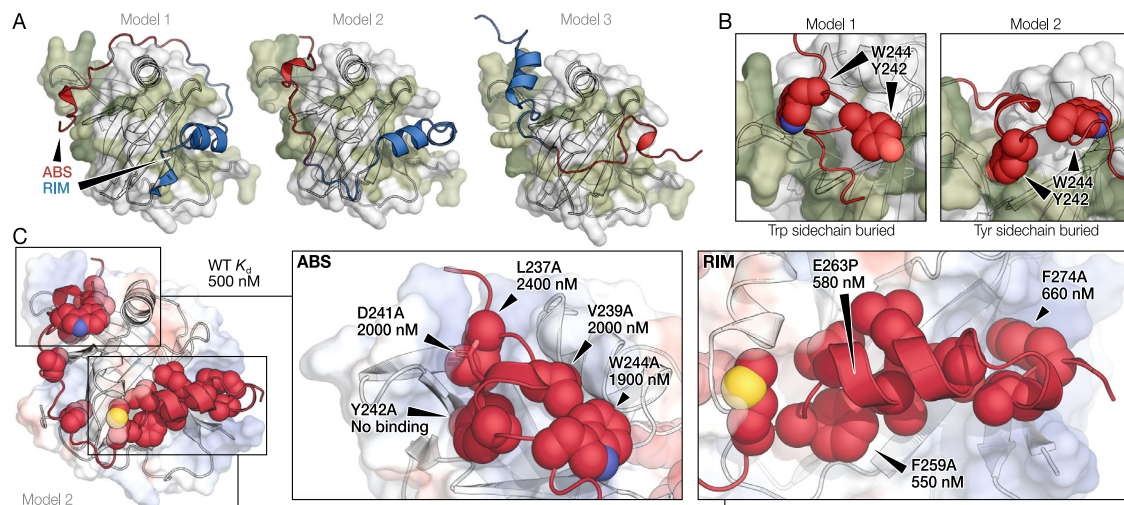 A
Model 1
Model 2
Model 3
ABS
RIM
B
Model 1
Model 2
W244
Y242
W244
Y242
Trp sidechain buried
Tyr sidechain buried
C
WT Kd
500 nM
Model 2
ABS
L237A
2400 nM
D241A
2000 nM
V239A
2000 nM
W244A
1900 nM
Y242A
No binding
RIM
E263P
580 nM
F274A
660 nM
F259A
550 nM